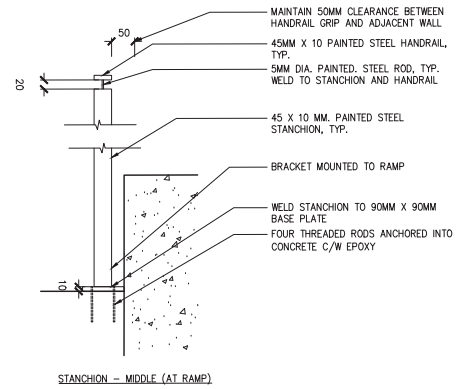 MAINTAIN 50MM CLEARANCE BETWEEN
HANDRAIL GRIP AND ADJACENT WALL
50
45MM X 10 PAINTED STEEL HANDRAIL,
TYP.
5MM DIA. PAINTED. STEEL ROD, TYP.
WELD TO STANCHION AND HANDRAIL
20
45 X 10 MM. PAINTED STEEL
STANCHION, TYP.
BRACKET MOUNTED TO RAMP
WELD STANCHION TO 90MM X 90MM
BASE PLATE
FOUR THREADED RODS ANCHORED INTO
CONCRETE C/W EPOXY
10
STANCHION - MIDDLE (AT RAMP)